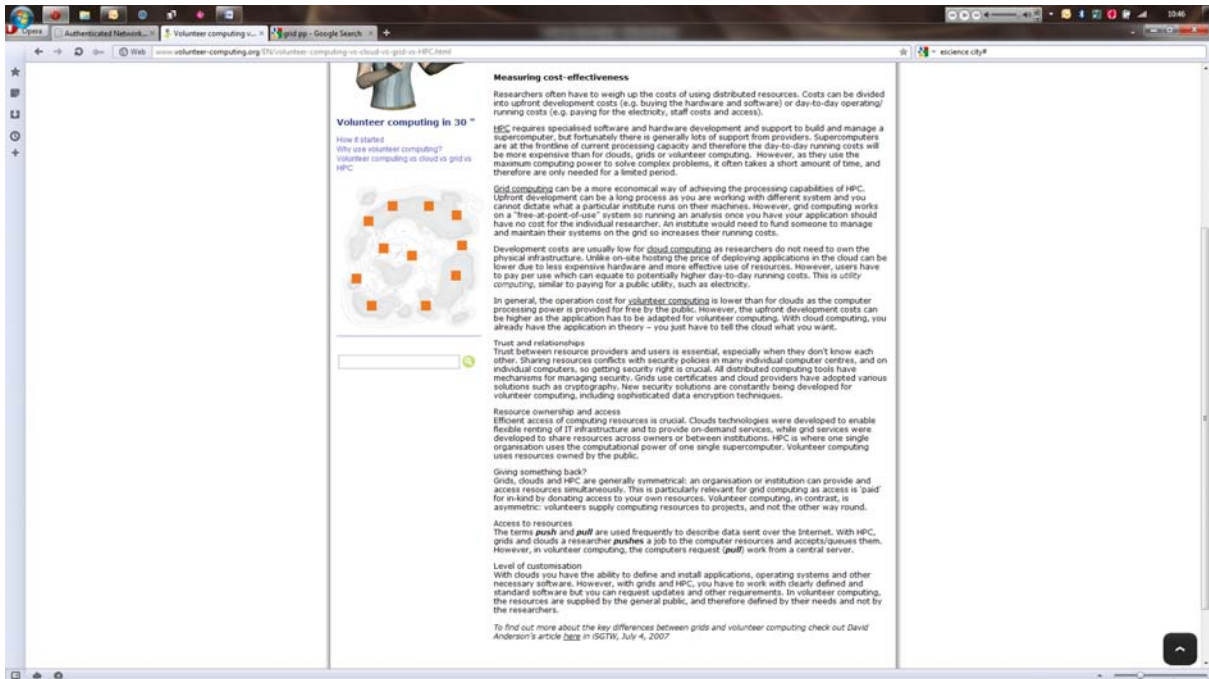 10:46
Opera
Authenticated Network...
Volunteer computing v...
grid pp - Google Search
Web
www.volunteer-computing.org/EN/volunteer-computing-vs-cloud-vs-grid-vs-HPC.html
escience city#
Volunteer computing in 30 "
How it started
Why use volunteer computing?
Volunteer computing vs cloud vs grid vs
HPC
Measuring cost-effectiveness
Researchers often have to weigh up the costs of using distributed resources. Costs can be divided
into upfront development costs (e.g. buying the hardware and software) or day-to-day operating/
running costs (e.g. paying for the electricity, staff costs and access).
HPC requires specialised software and hardware development and support to build and manage a
supercomputer, but fortunately there is generally lots of support from providers. Supercomputers
are at the frontline of current processing capacity and therefore the day-to-day running costs will
be more expensive than for clouds, grids or volunteer computing. However, as they use the
maximum computing power to solve complex problems, it often takes a short amount of time, and
therefore are only needed for a limited period.
Grid computing can be a more economical way of achieving the processing capabilities of HPC.
Upfront development can be a long process as you are working with different system and you
cannot dictate what a particular institute runs on their machines. However, grid computing works
on a "free-at-point-of-use" system so running an analysis once you have your application should
have no cost for the individual researcher. An institute would need to fund someone to manage
and maintain their systems on the grid so increases their running costs.
Development costs are usually low for cloud computing as researchers do not need to own the
physical infrastructure. Unlike on-site hosting the price of deploying applications in the cloud can be
lower due to less expensive hardware and more effective use of resources. However, users have
to pay per use which can equate to potentially higher day-to-day running costs. This is utility
computing, similar to paying for a public utility, such as electricity.
In general, the operation cost for volunteer computing is lower than for clouds as the computer
processing power is provided for free by the public. However, the upfront development costs can
be higher as the application has to be adapted for volunteer computing. With cloud computing, you
already have the application in theory – you just have to tell the cloud what you want.
Trust and relationships
Trust between resource providers and users is essential, especially when they don't know each
other. Sharing resources conflicts with security policies in many individual computer centres, and on
individual computers, so getting security right is crucial. All distributed computing tools have
mechanisms for managing security. Grids use certificates and cloud providers have adopted various
solutions such as cryptography. New security solutions are constantly being developed for
volunteer computing, including sophisticated data encryption techniques.
Resource ownership and access
Efficient access of computing resources is crucial. Clouds technologies were developed to enable
flexible renting of IT infrastructure and to provide on-demand services, while grid services were
developed to share resources across owners or between institutions. HPC is where one single
organisation uses the computational power of one single supercomputer. Volunteer computing
uses resources owned by the public.
Giving something back?
Grids, clouds and HPC are generally symmetrical: an organisation or institution can provide and
access resources simultaneously. This is particularly relevant for grid computing as access is 'paid'
for in-kind by donating access to your own resources. Volunteer computing, in contrast, is
asymmetric: volunteers supply computing resources to projects, and not the other way round.
Access to resources
The terms push and pull are used frequently to describe data sent over the Internet. With HPC,
grids and clouds a researcher pushes a job to the computer resources and accepts/queues them.
However, in volunteer computing, the computers request (pull) work from a central server.
Level of customisation
With clouds you have the ability to define and install applications, operating systems and other
necessary software. However, with grids and HPC, you have to work with clearly defined and
standard software but you can request updates and other requirements. In volunteer computing,
the resources are supplied by the general public, and therefore defined by their needs and not by
the researchers.
To find out more about the key differences between grids and volunteer computing check out David
Anderson's article here in iSGTW, July 4, 2007